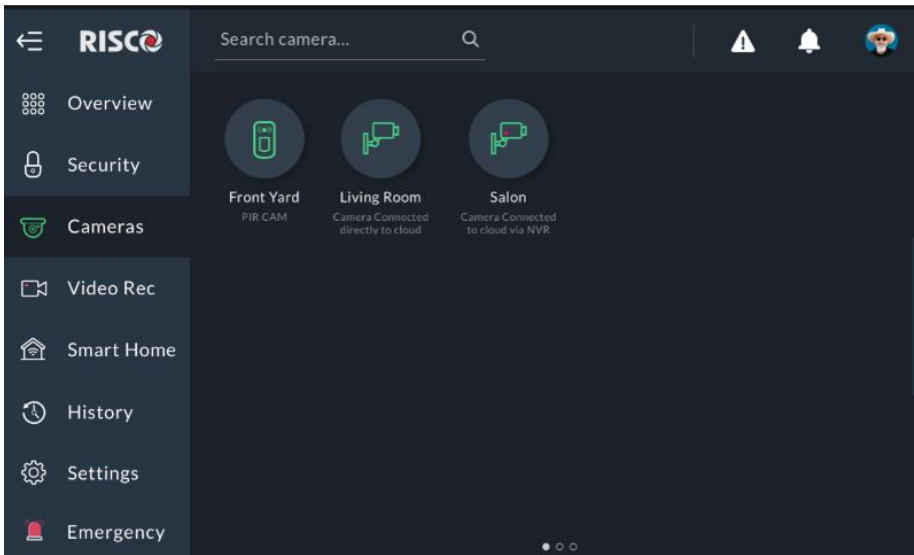 RISCO
Search camera...
Overview
Security
Cameras
Video Rec
Smart Home
History
Settings
Emergency
Front Yard
PIR CAM
Living Room
Camera Connected
directly to cloud
Salon
Camera Connected
to cloud via NVR